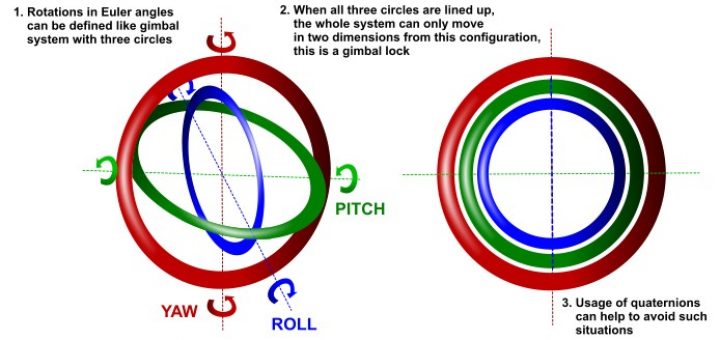 1. Rotations in Euler angles
can be defined like gimbal
system with three circles
2. When all three circles are lined up,
the whole system can only move
in two dimensions from this configuration,
this is a gimbal lock
PITCH
YAW
ROLL
3. Usage of quaternions
can help to avoid such
situations